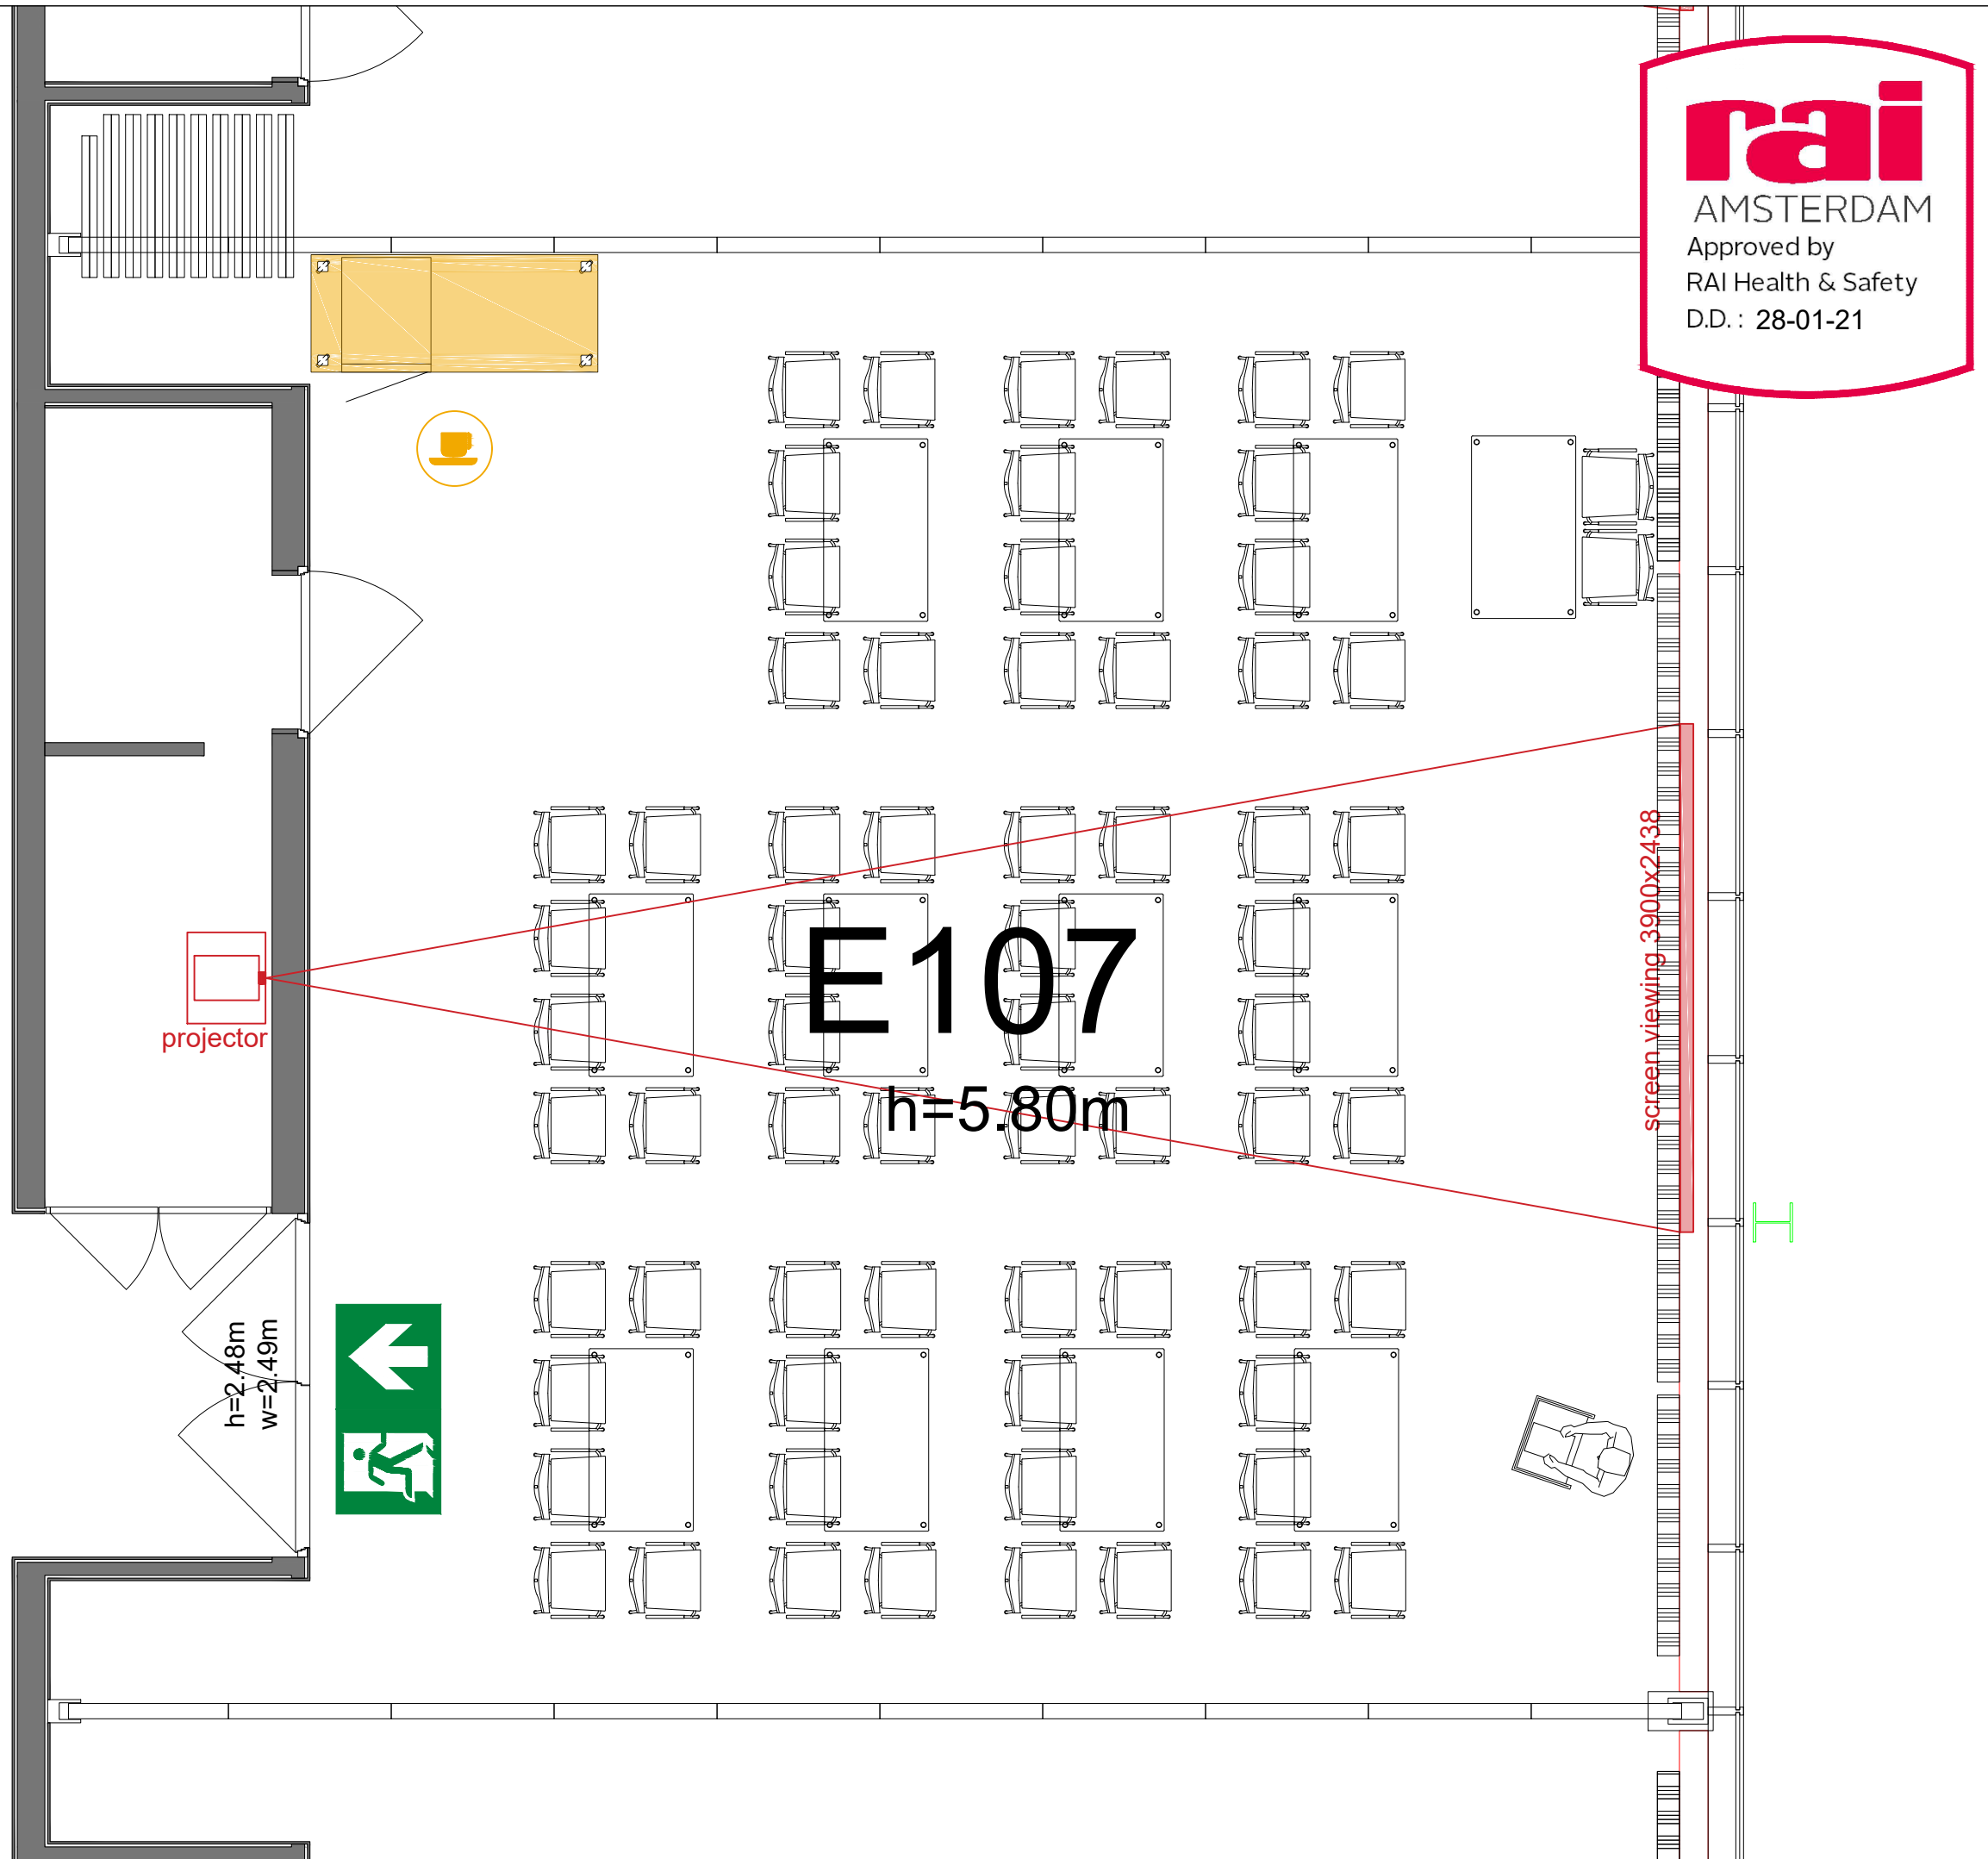 rai
AMSTERDAM
Approved by
RAI Health & Safety
D.D. : 28-01-21
E107
h=5.80m
projector
screen viewing 3900x2438
h=2.48m
w=2.49m